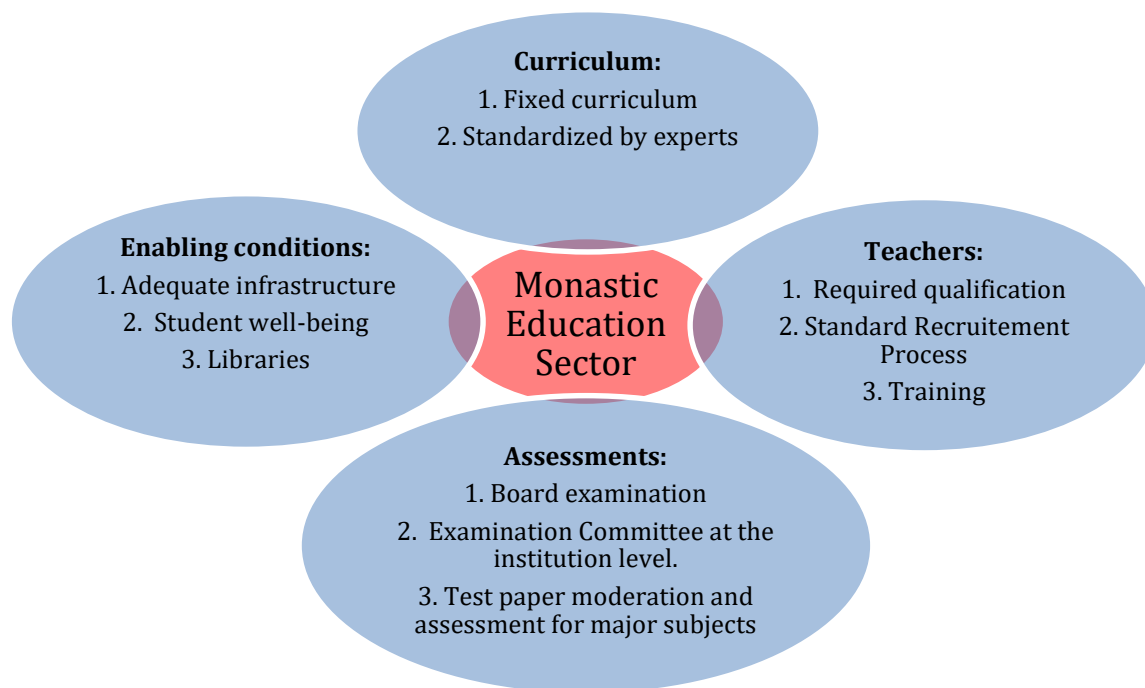 Curriculum:
1. Fixed curriculum
2. Standardized by experts
Enabling conditions:
1. Adequate infrastructure
2. Student well-being
3. Libraries
Monastic
Education
Sector
Teachers:
1. Required qualification
2. Standard Recruitement
Process
3. Training
Assessments:
1. Board examination
2. Examination Committee at the
institution level.
3. Test paper moderation and
assessment for major subjects